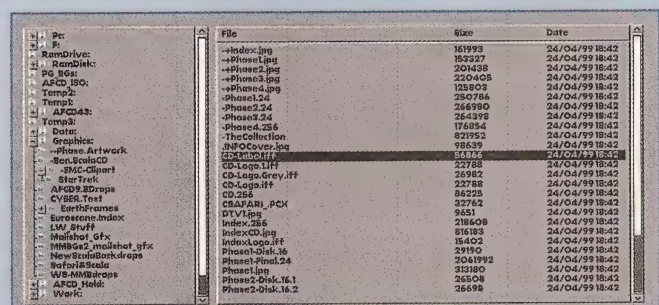 Pc:
F:
RamDrive:
RamDisk:
PG_BGs:
AFCD_ISO:
Temp2:
Temp1:
AFCD43:
Temp3:
Data:
Graphics:
-Phase.Artwork
-Ben.ScalaCD
-EMC-Clipart
StarTrek
AFCD9.BDrops
CYBER.Test
EarthFrames
Euroscene.Index
LW_Stuff
Mailshot_Gfx
MMBGs2_mailshot_gfx
NewScalaBackdrops
Safari&Scala
WS-MMBdrops
AFCD_Hold:
Work:
File Size Date
-+Index.jpg 161993 24/04/99 18:42
-+Phase1.jpg 153327 24/04/99 18:42
-+Phase2.jpg 201438 24/04/99 18:42
-+Phase3.jpg 220405 24/04/99 18:42
-+Phase4.jpg 125803 24/04/99 18:42
-Phase1.24 250786 24/04/99 18:42
-Phase2.24 266980 24/04/99 18:42
-Phase3.24 264398 24/04/99 18:42
-Phase4.256 176854 24/04/99 18:42
-TheCollection 821952 24/04/99 18:42
.INFOCover.jpg 98639 24/04/99 18:42
CD-Label.iff 56866 24/04/99 18:42
CD-Logo.1.iff 22788 24/04/99 18:42
CD-Logo.Grey.iff 26982 24/04/99 18:42
CD-Logo.iff 22788 24/04/99 18:42
CD.256 86225 24/04/99 18:42
CSAFARI_.PCX 32762 24/04/99 18:42
DTV1.jpg 9651 24/04/99 18:42
Index.256 218608 24/04/99 18:42
IndexCD.jpg 816183 24/04/99 18:42
IndexLogo.iff 15402 24/04/99 18:42
Phase1-Disk.16 29190 24/04/99 18:42
Phase1-Final.24 2061992 24/04/99 18:42
Phase1.jpg 313180 24/04/99 18:42
Phase2-Disk.16.1 26508 24/04/99 18:42
Phase2-Disk.16.2 26698 24/04/99 18:42